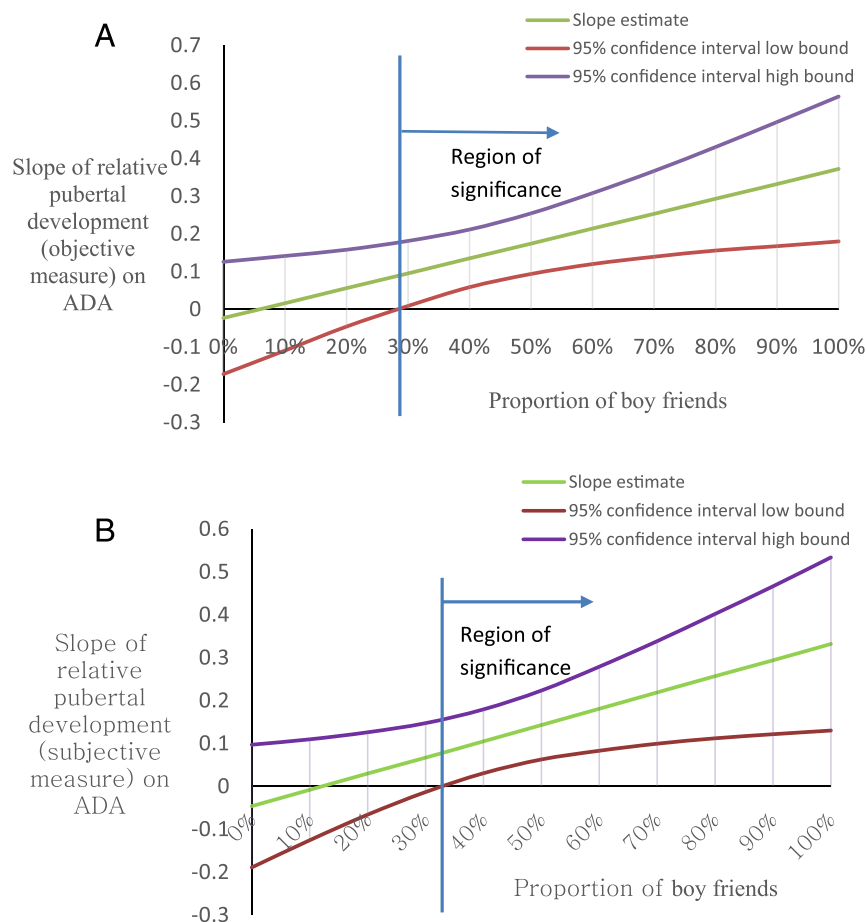 A
Slope estimate
95% confidence interval low bound
95% confidence interval high bound
0.7
0.6
0.5
0.4
0.3
0.2
0.1
0
-0.1
-0.2
-0.3
Slope of relative
pubertal
development
(objective
measure) on
ADA
Region of
significance
0% 10% 20% 30% 40% 50% 60% 70% 80% 90% 100%
Proportion of boy friends
B
Slope estimate
95% confidence interval low bound
95% confidence interval high bound
0.6
0.5
0.4
0.3
0.2
0.1
0
-0.1
-0.2
-0.3
Slope of
relative
pubertal
development
(subjective
measure) on
ADA
Region of
significance
0% 10% 20% 30% 40% 50% 60% 70% 80% 90% 100%
Proportion of boy friends